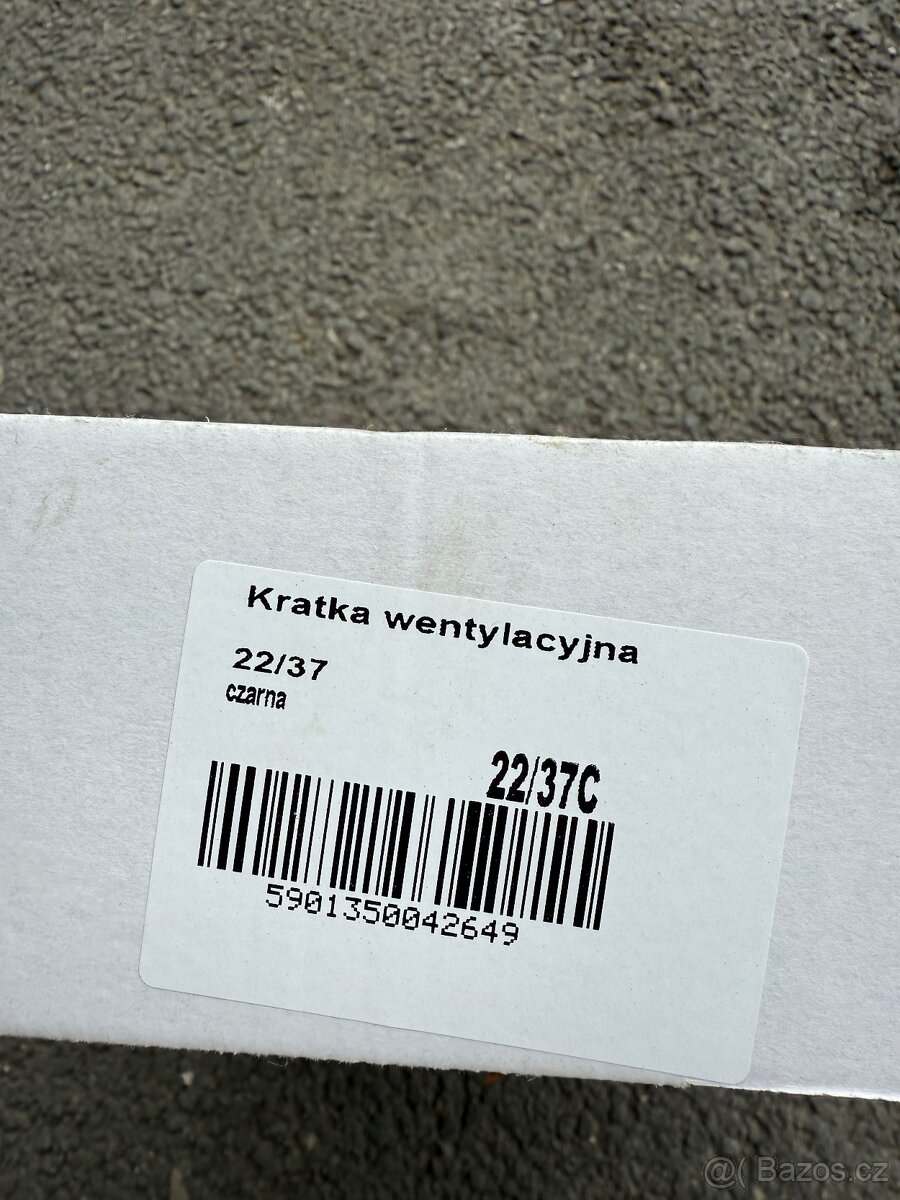 Kratka wentylacyjna
22/37
czarna
22/37C
5901350042649
@( Bazos.cz